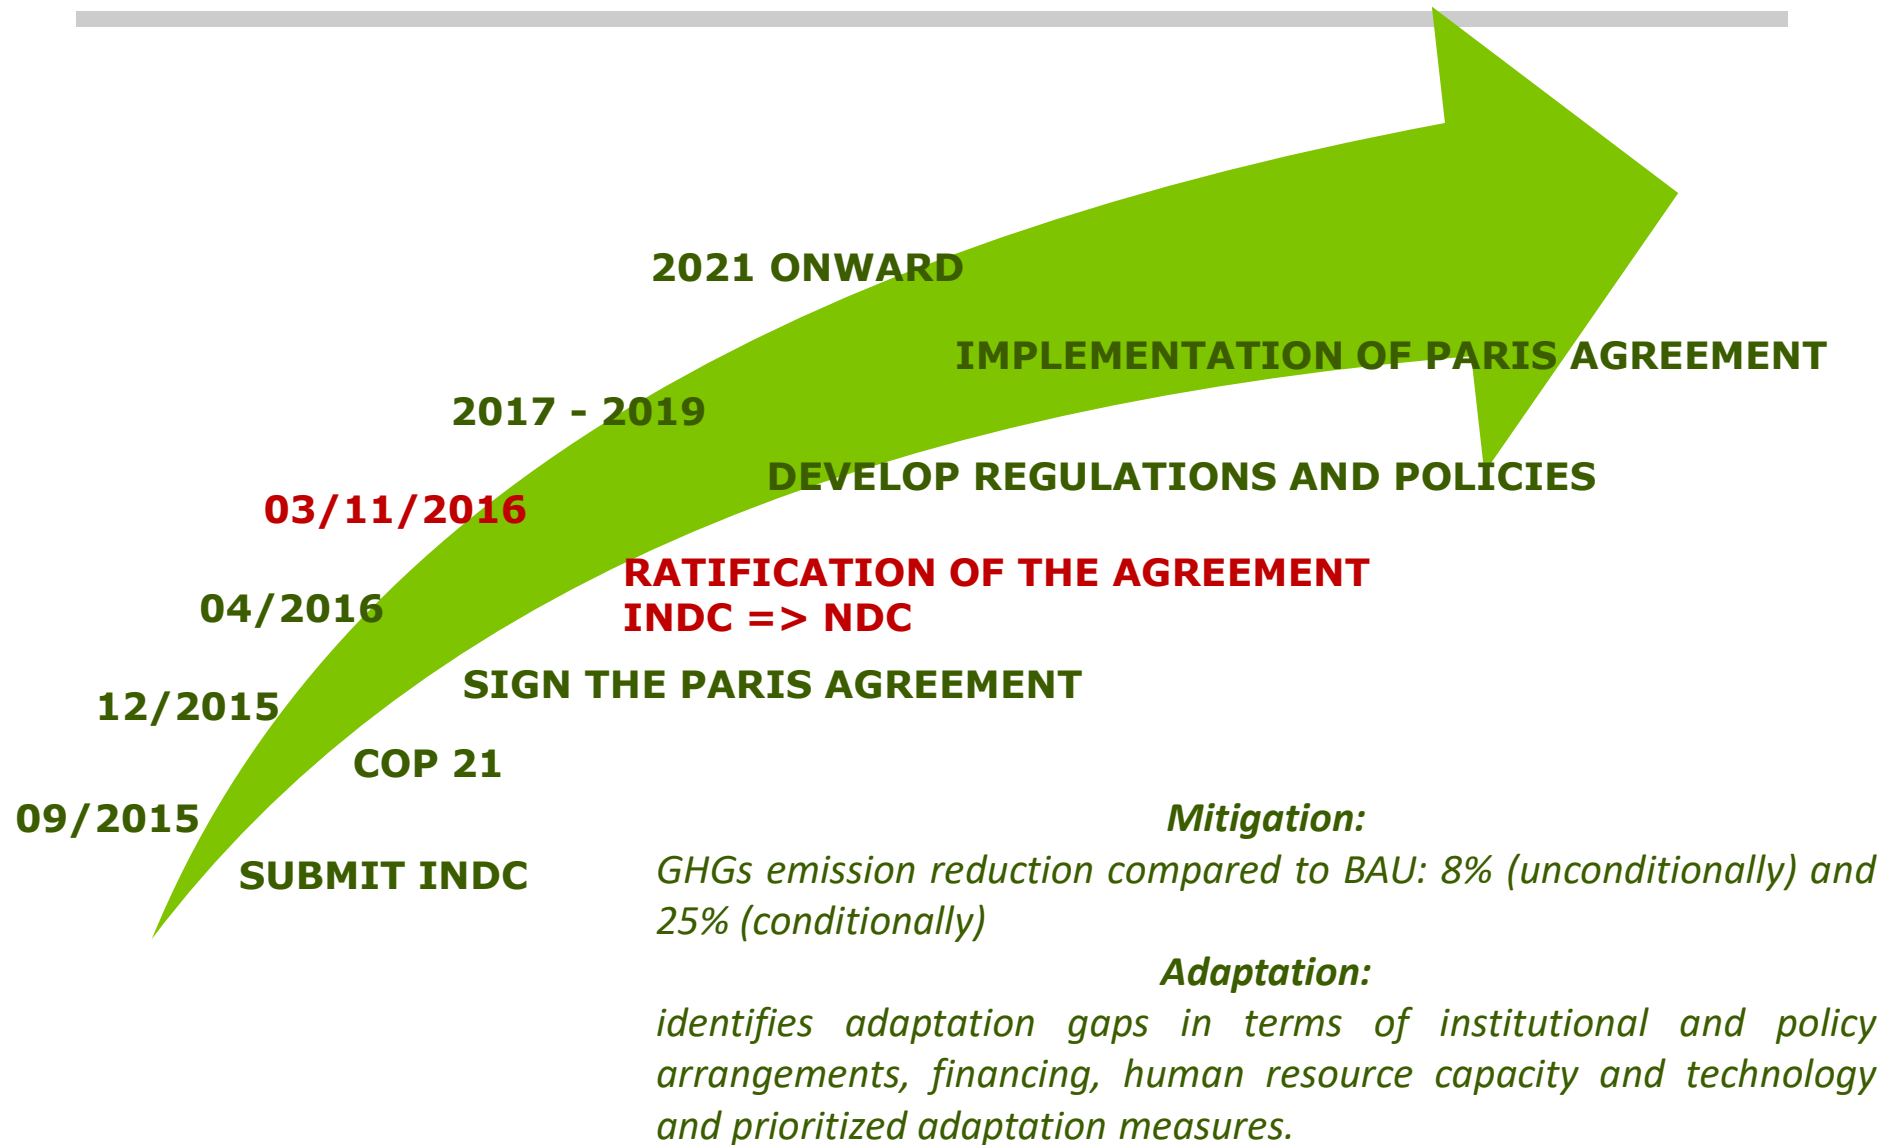 2021 ONWARD
IMPLEMENTATION OF PARIS AGREEMENT
2017 - 2019
DEVELOP REGULATIONS AND POLICIES
03/11/2016
RATIFICATION OF THE AGREEMENT
INDC => NDC
04/2016
SIGN THE PARIS AGREEMENT
12/2015
COP 21
09/2015
SUBMIT INDC
Mitigation:
GHGs emission reduction compared to BAU: 8% (unconditionally) and
25% (conditionally)
Adaptation:
identifies adaptation gaps in terms of institutional and policy
arrangements, financing, human resource capacity and technology
and prioritized adaptation measures.